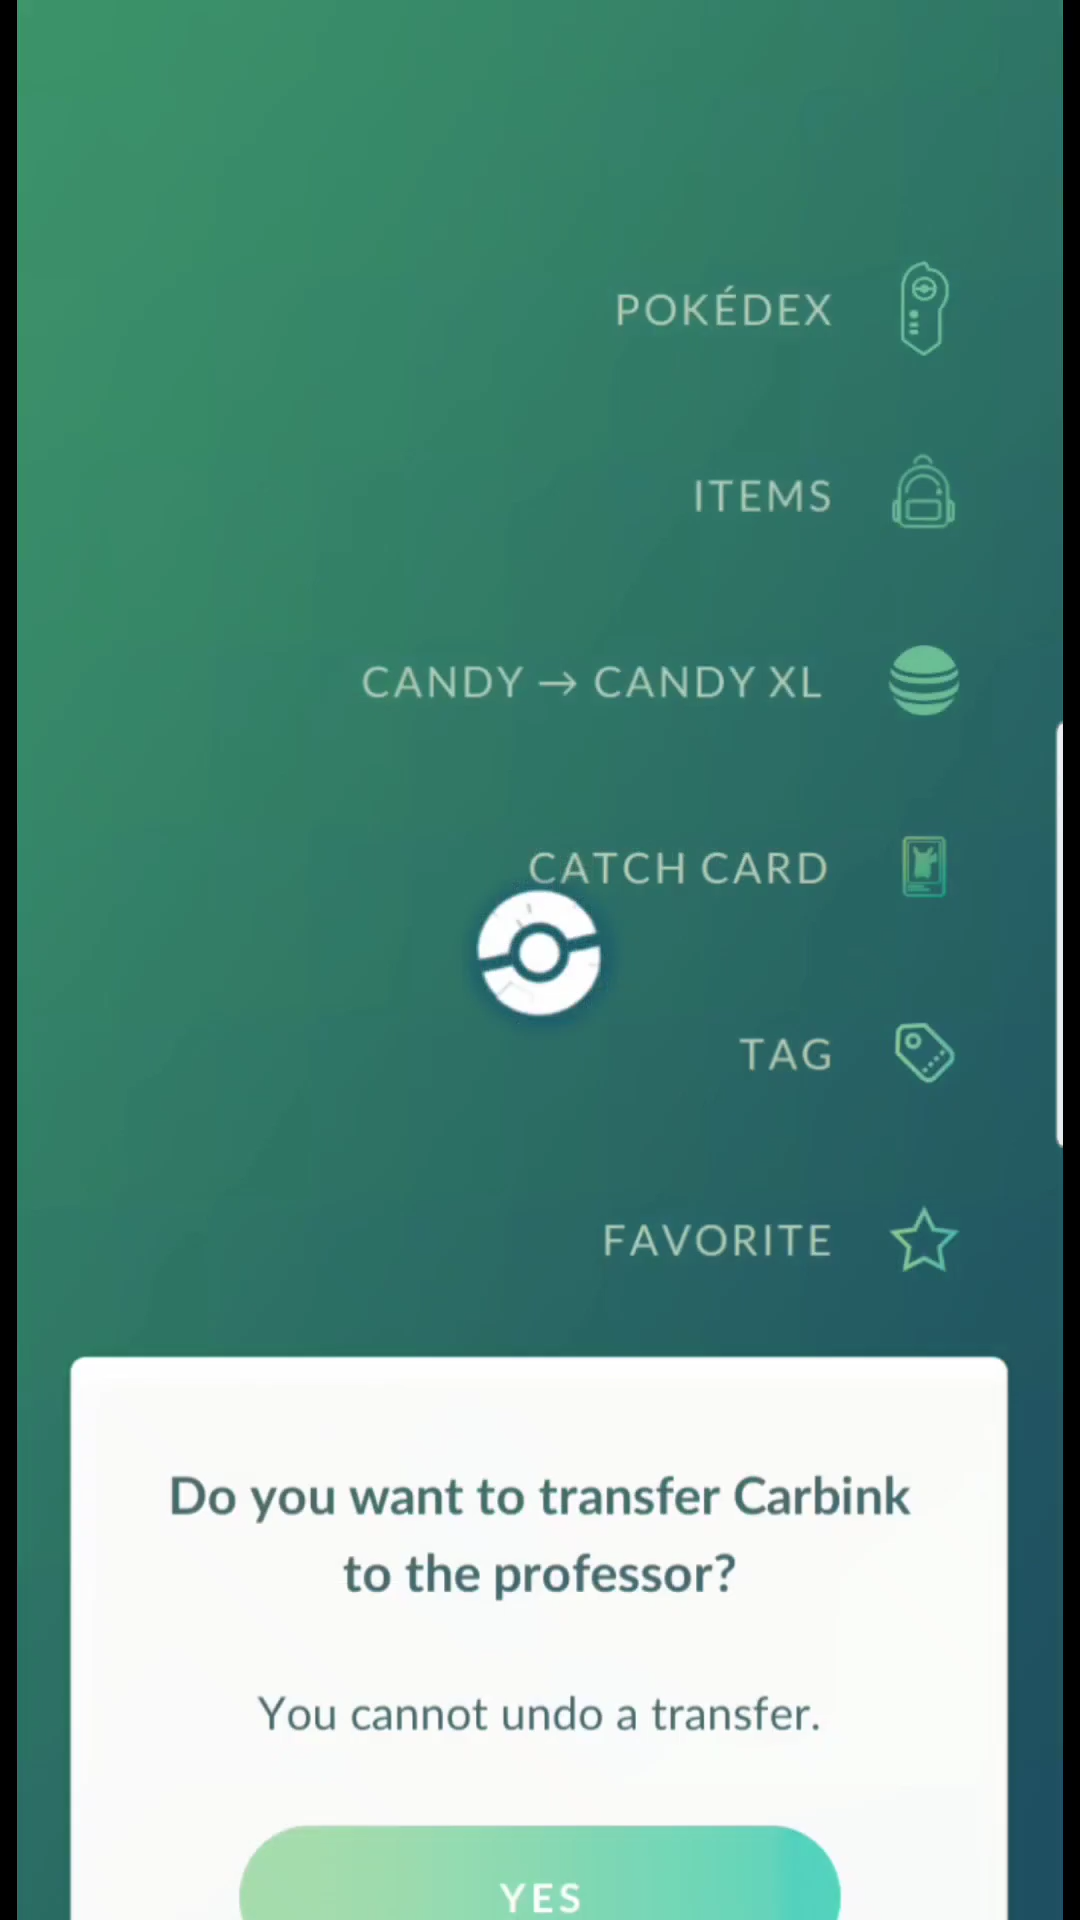 POKÉDEX
ITEMS
CANDY → CANDY XL
CATCH CARD
TAG
FAVORITE
Do you want to transfer Carbink
to the professor?
You cannot undo a transfer.
YES